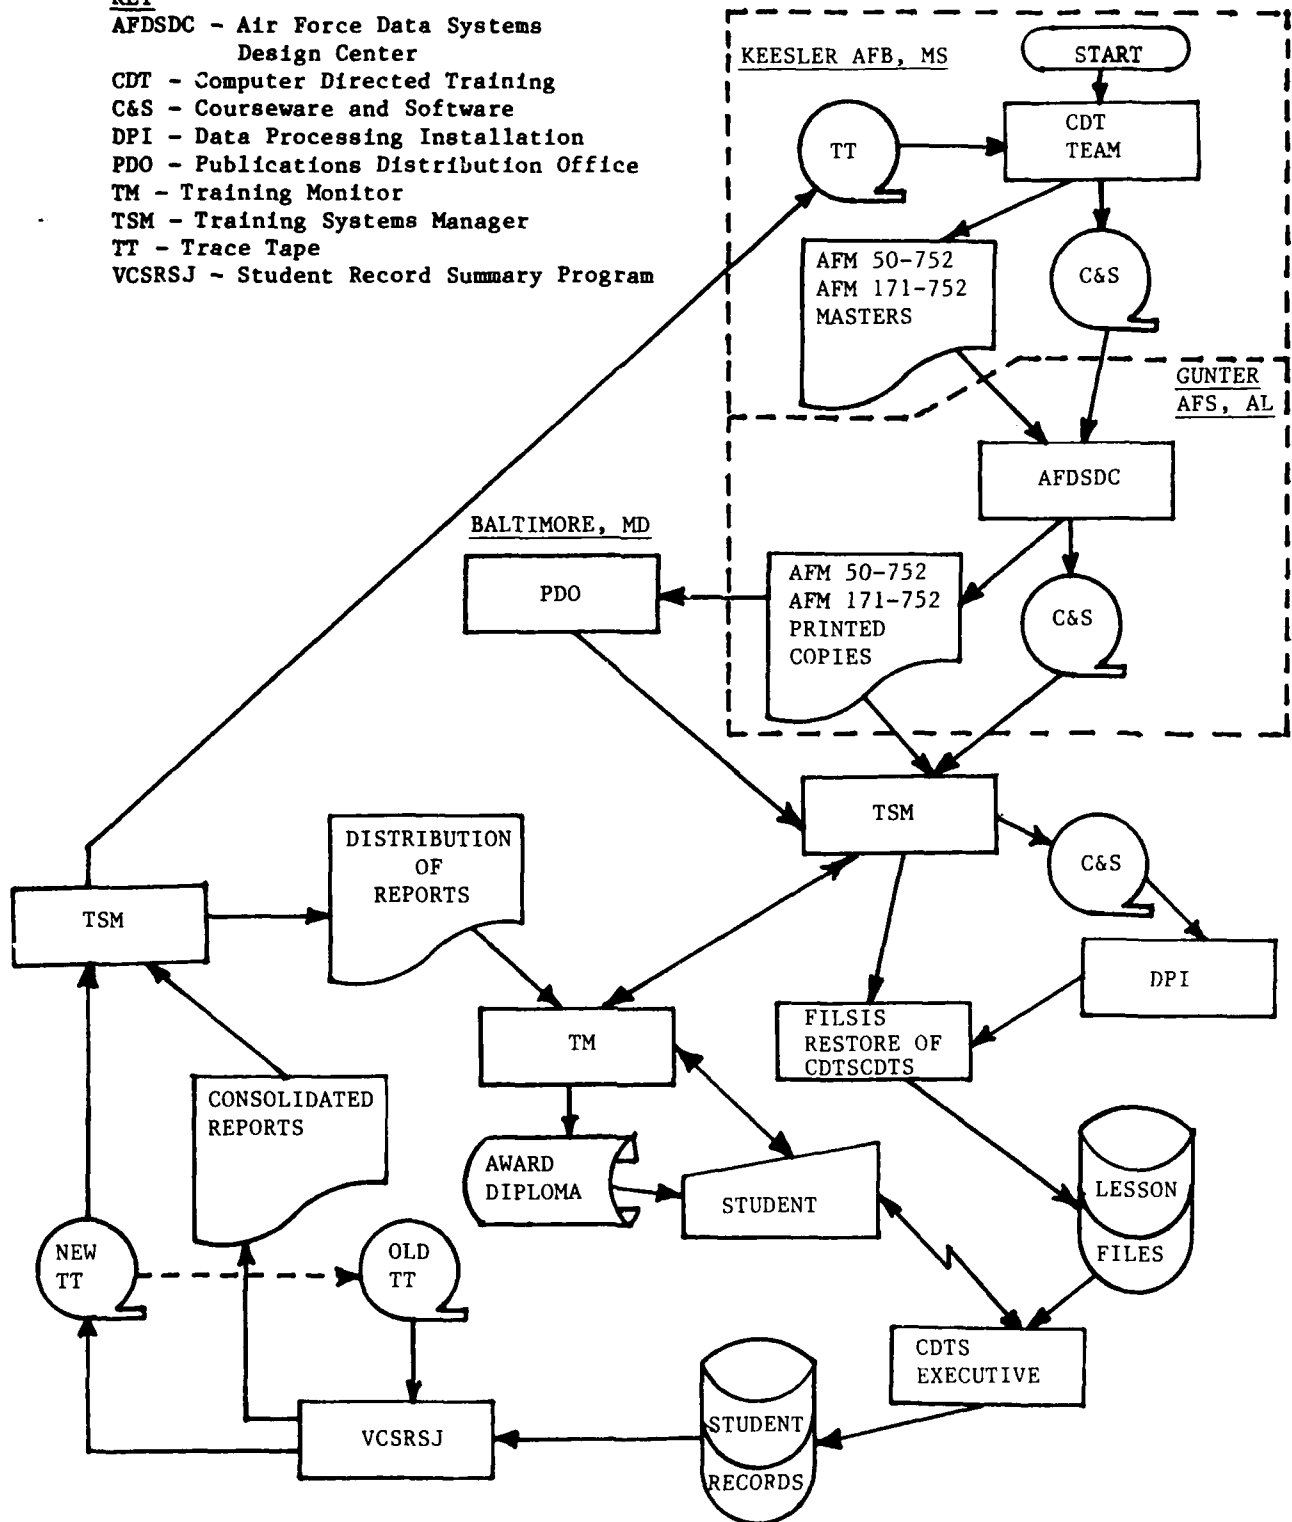 KEY
AFDSDC - Air Force Data Systems
Design Center
CDT - Computer Directed Training
C&S - Courseware and Software
DPI - Data Processing Installation
PDO - Publications Distribution Office
TM - Training Monitor
TSM - Training Systems Manager
TT - Trace Tape
VCSRSJ - Student Record Summary Program
KEESLER AFB, MS
START
TT
CDT
TEAM
AFM 50-752
AFM 171-752
MASTERS
C&S
GUNTER
AFS, AL
AFDSDC
BALTIMORE, MD
PDO
AFM 50-752
AFM 171-752
PRINTED
COPIES
C&S
TSM
C&S
DPI
DISTRIBUTION
OF
REPORTS
TSM
TM
FILSIS
RESTORE OF
CDTSCDTS
CONSOLIDATED
REPORTS
AWARD
DIPLOMA
STUDENT
LESSON
FILES
NEW
TT
OLD
TT
CDTS
EXECUTIVE
VCSRSJ
STUDENT
RECORDS